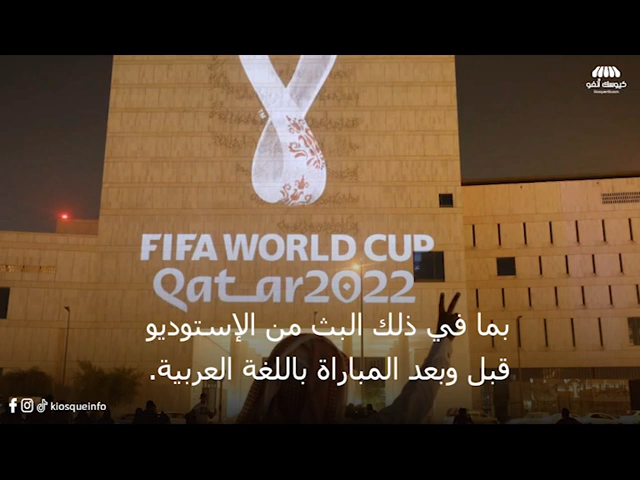 كيوسك أنفو
FIFA WORLD CUP
Qatar2022
بما في ذلك البث من الإستوديو
قبل وبعد المباراة باللغة العربية.
kiosqueinfo